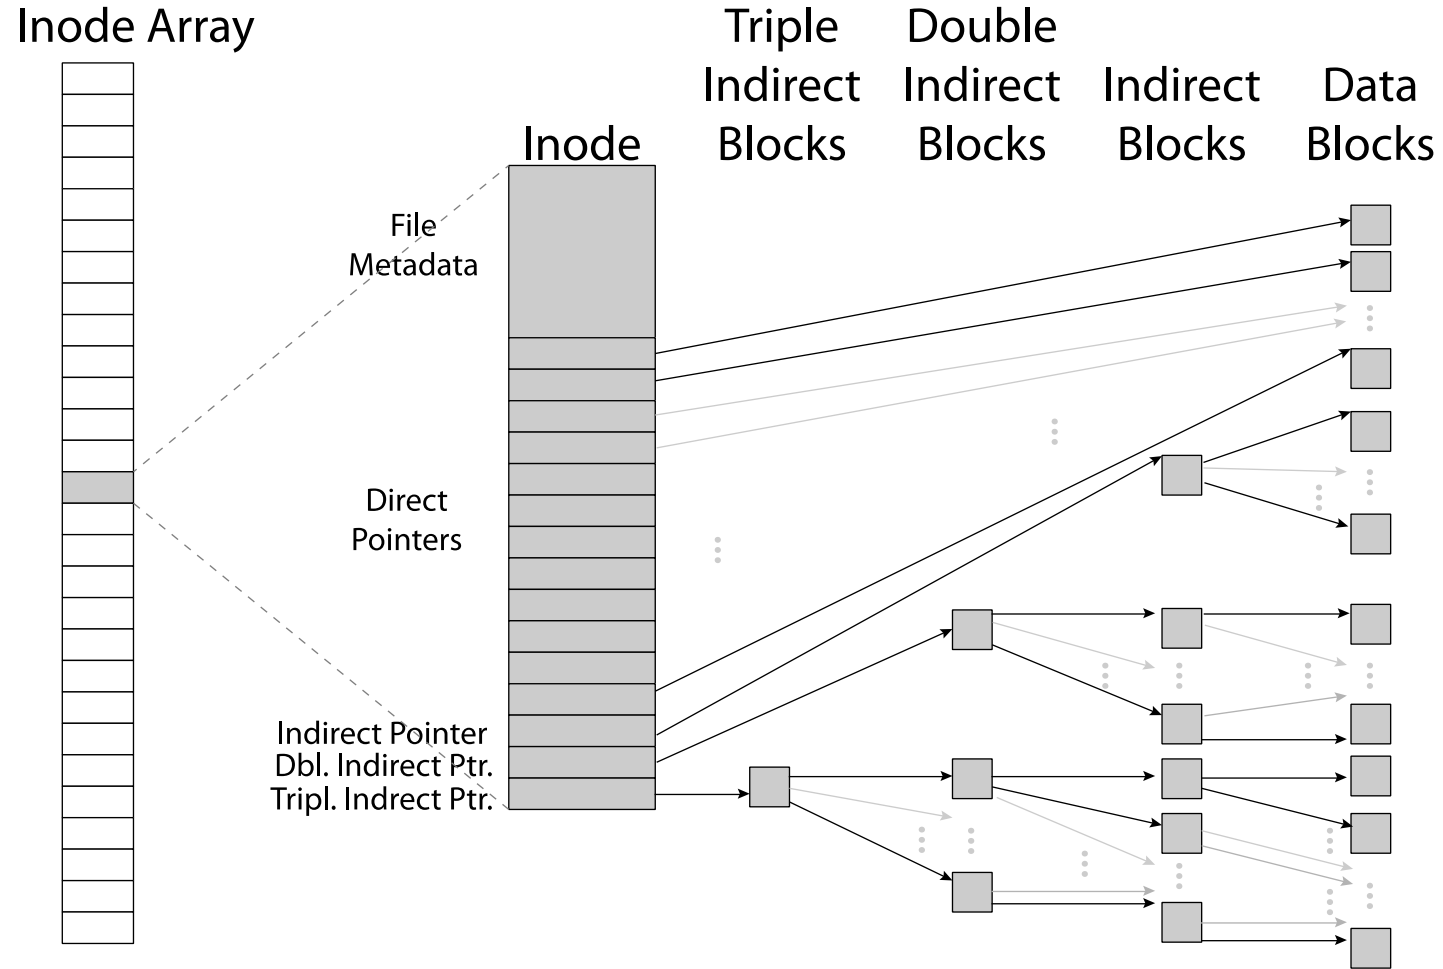 Inode Array
Triple
Indirect
Blocks
Double
Indirect
Blocks
Indirect
Blocks
Data
Blocks
Inode
File
Metadata
Direct
Pointers
Indirect Pointer
Dbl. Indirect Ptr.
Tripl. Indirect Ptr.